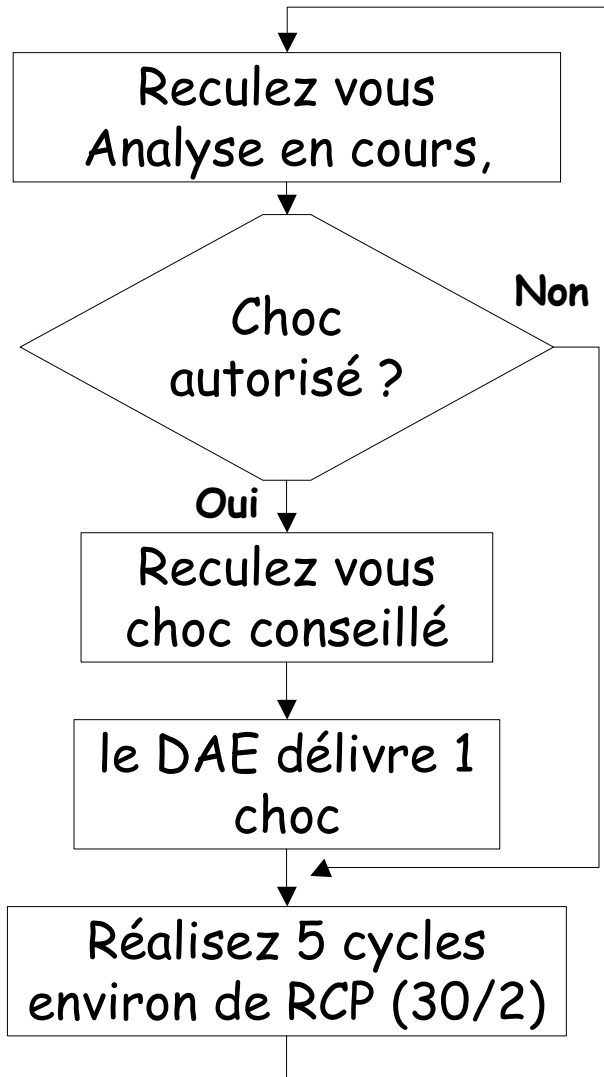 Reculez vous
Analyse en cours,
Choc
autorisé ?
Non
Oui
Reculez vous
choc conseillé
le DAE délivre 1
choc
Réalisez 5 cycles
environ de RCP (30/2)